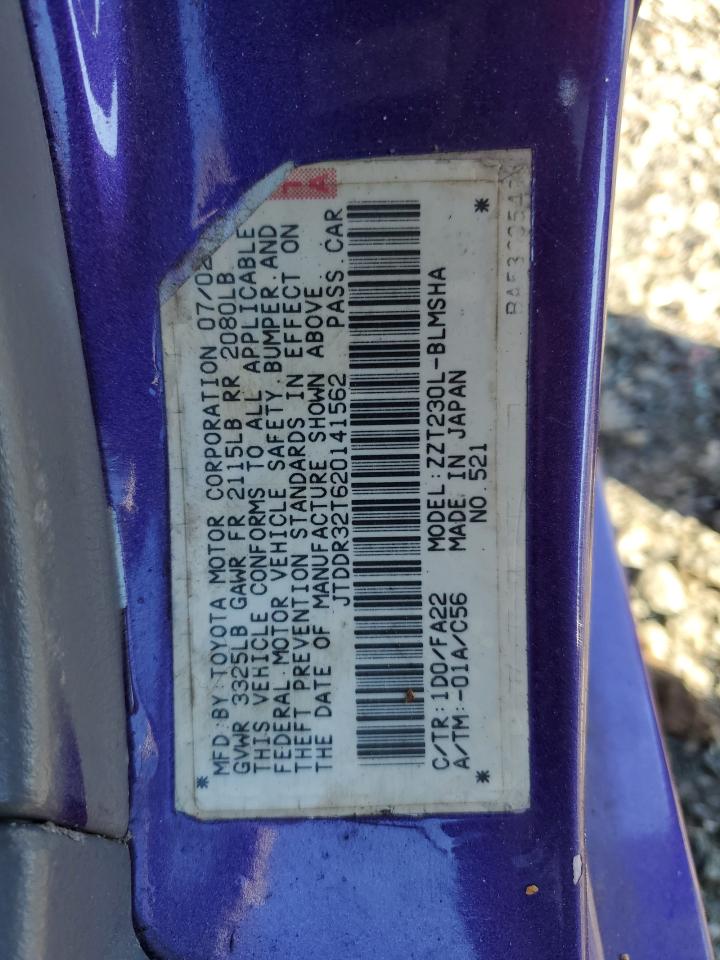 A
MFD BY: TOYOTA MOTOR CORPORATION 07/02
GVWR 3325LB GAWR FR 2115LB RR 2080LB
THIS VEHICLE CONFORMS TO ALL APPLICABLE
FEDERAL MOTOR VEHICLE SAFETY, BUMPER AND
THEFT PREVENTION STANDARDS IN EFFECT ON
THE DATE OF MANUFACTURE SHOWN ABOVE
JTDDR32T620141562 PASS. CAR
C/TR: 1D0/FA22 MODEL: ZZT230L-BLMSHA
A/TM: -01A/C56 MADE IN JAPAN
NO. 521